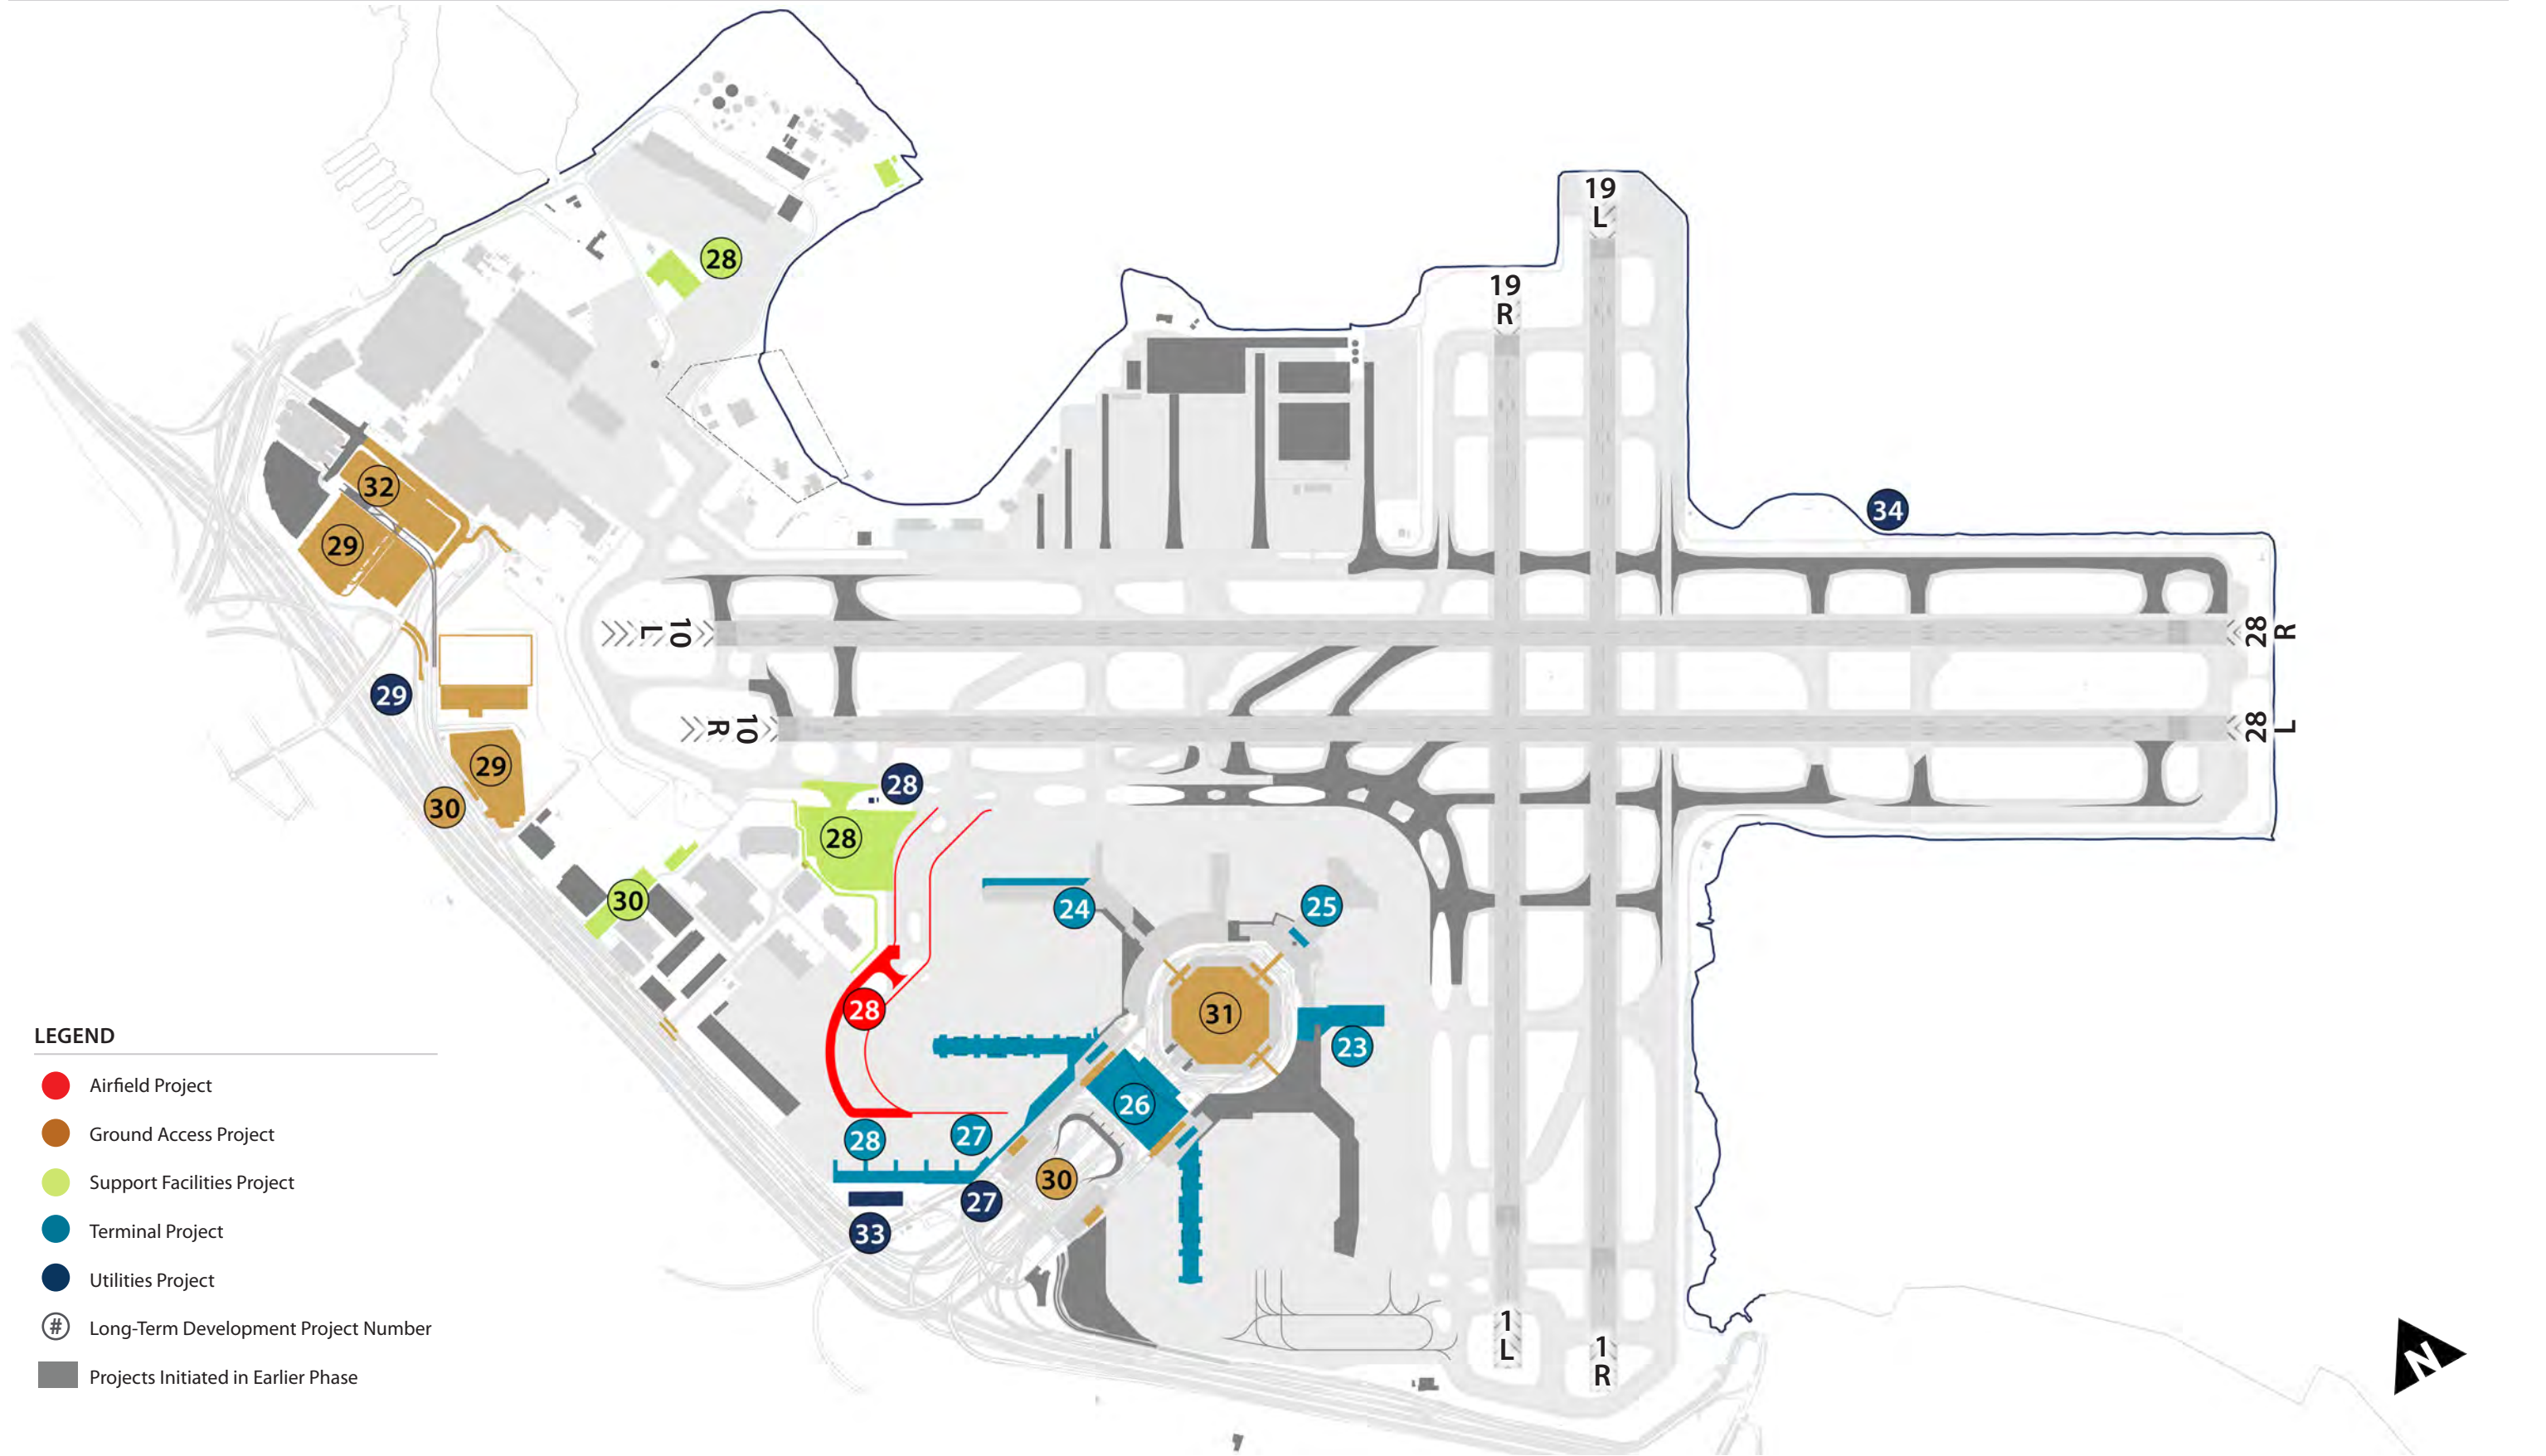 19
L
28
19
R
32
34
29
10
L
28
R
29
10
R
28
L
29
28
30
28
30
24
25
28
31
23
26
28
27
30
27
33
1
L
1
R
LEGEND
Airfield Project
Ground Access Project
Support Facilities Project
Terminal Project
Utilities Project
# Long-Term Development Project Number
Projects Initiated in Earlier Phase
N